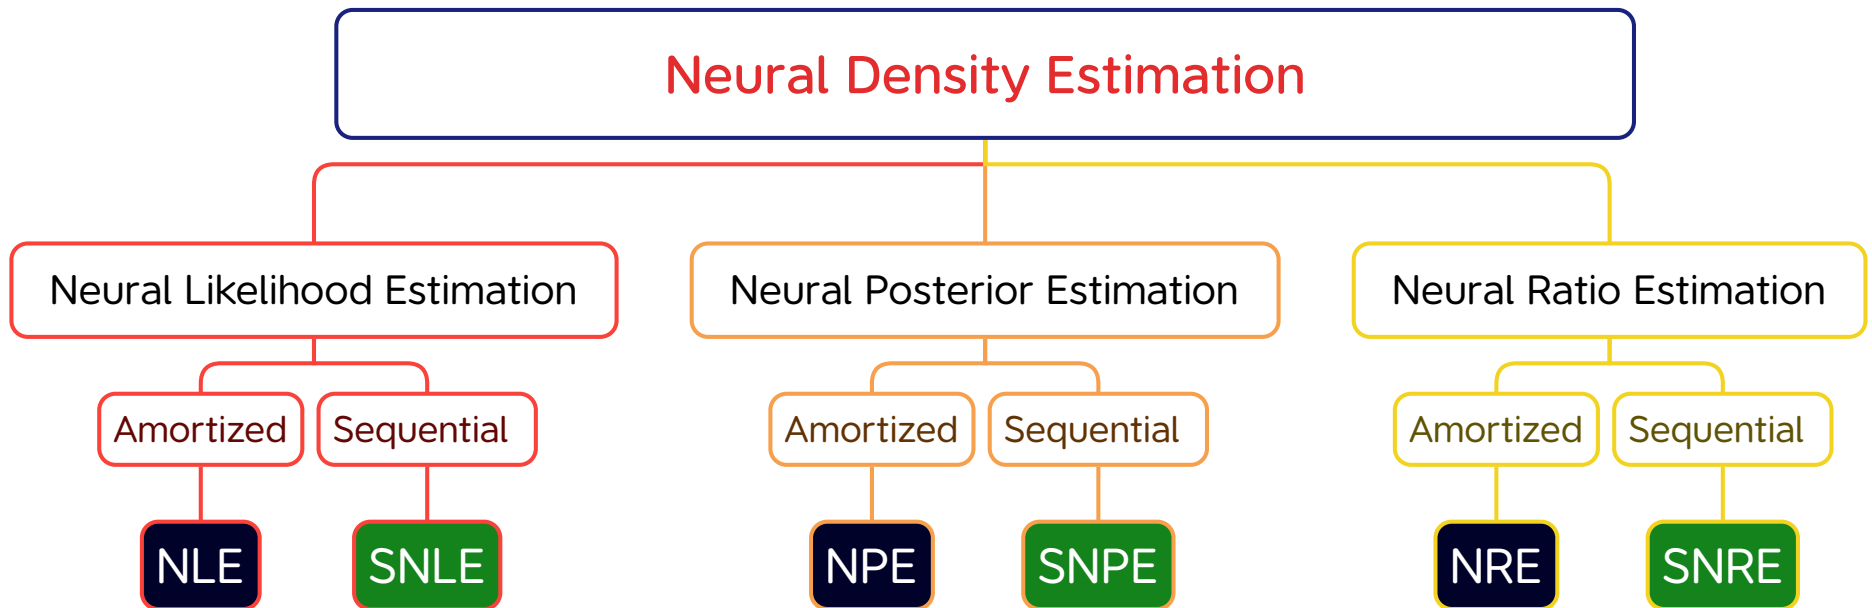 Neural Density Estimation
Neural Likelihood Estimation
Neural Posterior Estimation
Neural Ratio Estimation
Amortized
Sequential
Amortized
Sequential
Amortized
Sequential
NLE
SNLE
NPE
SNPE
NRE
SNRE